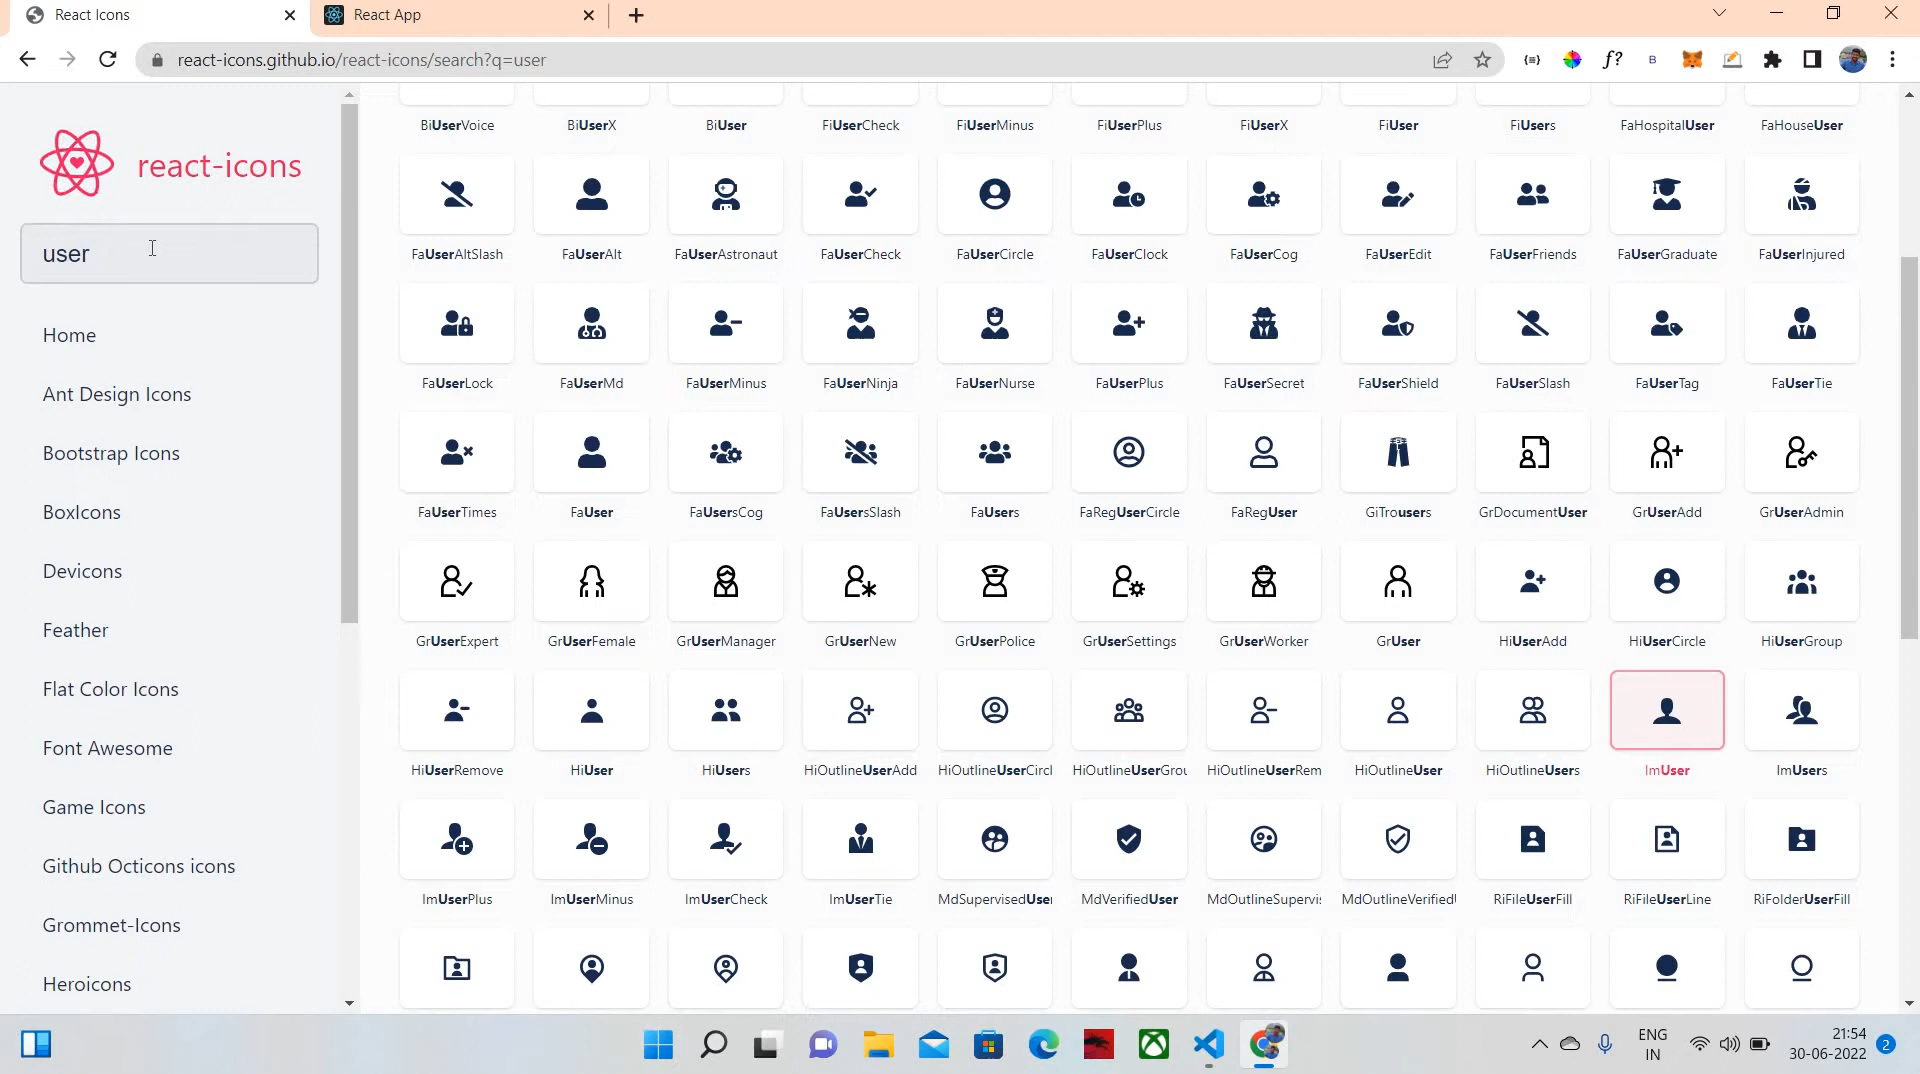 React Icons
React App
react-icons.github.io/react-icons/search?q=user
react-icons
user
Home
Ant Design Icons
Bootstrap Icons
BoxIcons
Devicons
Feather
Flat Color Icons
Font Awesome
Game Icons
Github Octicons icons
Grommet-Icons
Heroicons
BiUserVoice BiUserX BiUser FiUserCheck FiUserMinus FiUserPlus FiUserX FiUser FiUsers FaHospitalUser FaHouseUser
FaUserAltSlash FaUserAlt FaUserAstronaut FaUserCheck FaUserCircle FaUserClock FaUserCog FaUserEdit FaUserFriends FaUserGraduate FaUserInjured
FaUserLock FaUserMd FaUserMinus FaUserNinja FaUserNurse FaUserPlus FaUserSecret FaUserShield FaUserSlash FaUserTag FaUserTie
FaUserTimes FaUser FaUsersCog FaUsersSlash FaUsers FaRegUserCircle FaRegUser GiTrousers GrDocumentUser GrUserAdd GrUserAdmin
GrUserExpert GrUserFemale GrUserManager GrUserNew GrUserPolice GrUserSettings GrUserWorker GrUser HiUserAdd HiUserCircle HiUserGroup
HiUserRemove HiUser HiUsers HiOutlineUserAdd HiOutlineUserCircl HiOutlineUserGrou HiOutlineUserRem HiOutlineUser HiOutlineUsers ImUser ImUsers
ImUserPlus ImUserMinus ImUserCheck ImUserTie MdSupervisedUser MdVerifiedUser MdOutlineSupervi MdOutlineVerified RiFileUserFill RiFileUserLine RiFolderUserFill
f?
B
ENG
IN
21:54
30-06-2022
2